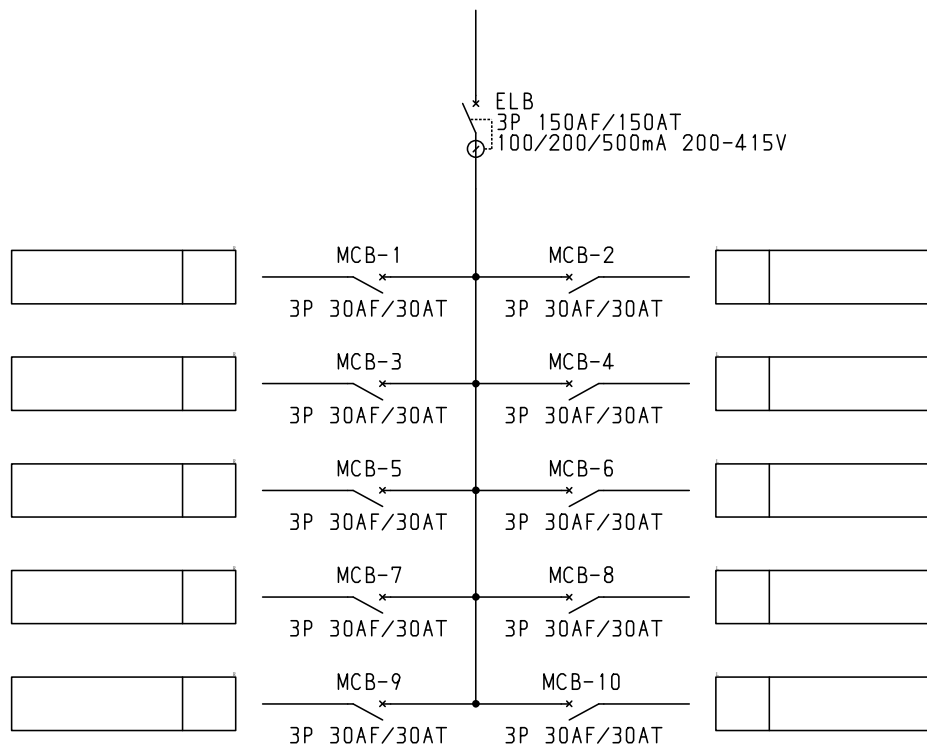 ELB
3P 150AF/150AT
100/200/500mA 200-415V
MCB-1
MCB-2
3P 30AF/30AT
3P 30AF/30AT
MCB-3
MCB-4
3P 30AF/30AT
3P 30AF/30AT
MCB-5
MCB-6
3P 30AF/30AT
3P 30AF/30AT
MCB-7
MCB-8
3P 30AF/30AT
3P 30AF/30AT
MCB-9
MCB-10
3P 30AF/30AT
3P 30AF/30AT